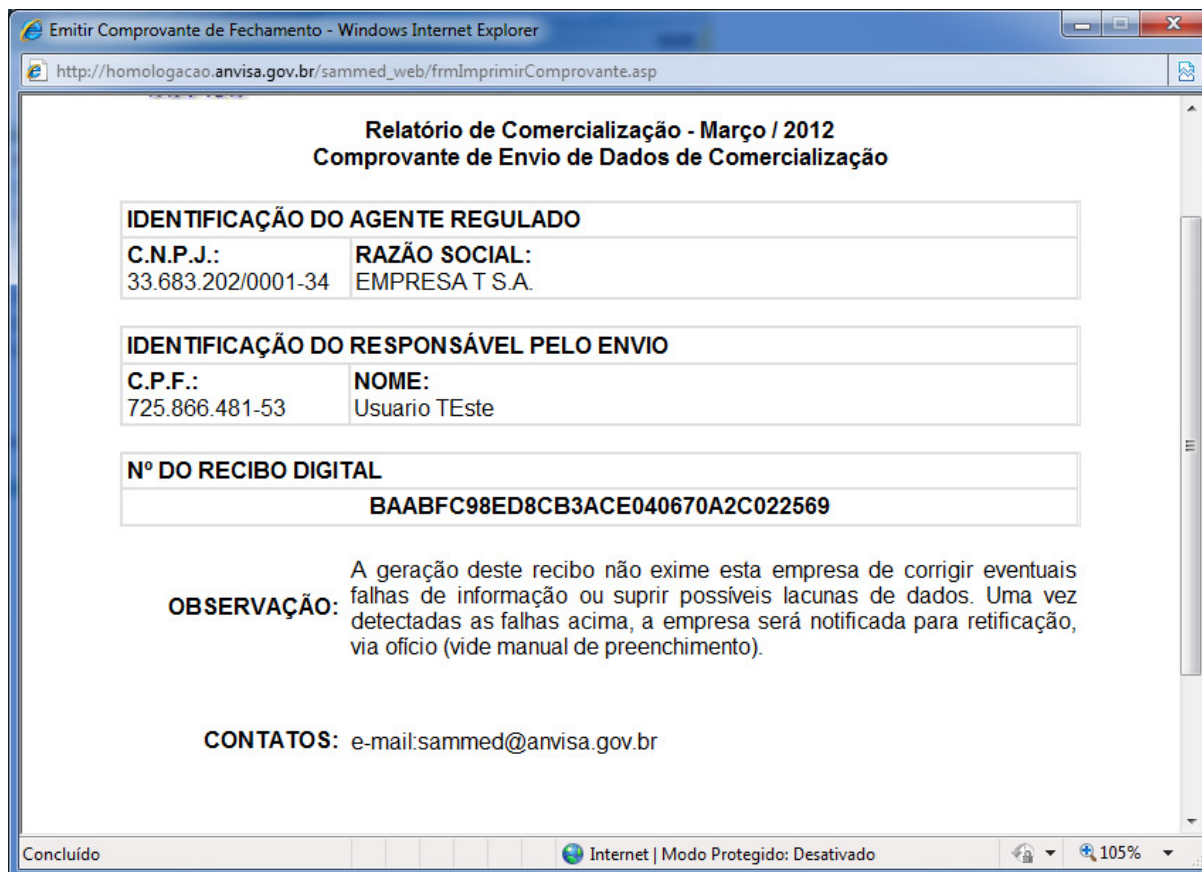 Emitir Comprovante de Fechamento - Windows Internet Explorer
http://homologacao.anvisa.gov.br/sammed_web/frmImprimirComprovante.asp
Relatório de Comercialização - Março / 2012
Comprovante de Envio de Dados de Comercialização
IDENTIFICAÇÃO DO AGENTE REGULADO
C.N.P.J.: RAZÃO SOCIAL:
33.683.202/0001-34 EMPRESA T S.A.
IDENTIFICAÇÃO DO RESPONSÁVEL PELO ENVIO
C.P.F.: NOME:
725.866.481-53 Usuario TEste
Nº DO RECIBO DIGITAL
BAABFC98ED8CB3ACE040670A2C022569
A geração deste recibo não exime esta empresa de corrigir eventuais
OBSERVAÇÃO: falhas de informação ou suprir possíveis lacunas de dados. Uma vez
detectadas as falhas acima, a empresa será notificada para retificação,
via ofício (vide manual de preenchimento).
CONTATOS: e-mail:sammed@anvisa.gov.br
Concluído Internet | Modo Protegido: Desativado 105%